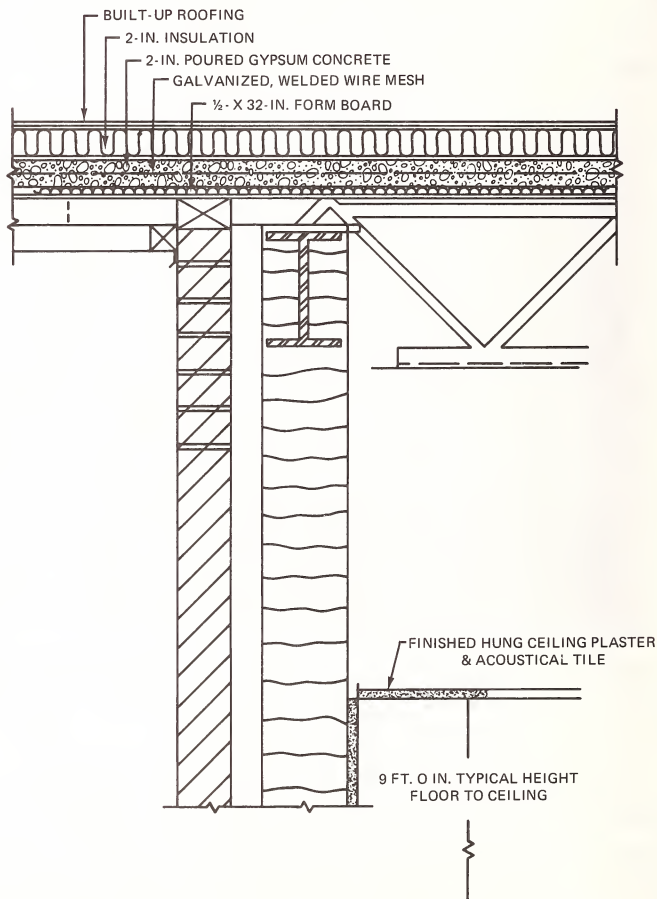 BUILT-UP ROOFING
2-IN. INSULATION
2-IN. POURED GYPSUM CONCRETE
GALVANIZED, WELDED WIRE MESH
½- X 32-IN. FORM BOARD
FINISHED HUNG CEILING PLASTER
& ACOUSTICAL TILE
9 FT. 0 IN. TYPICAL HEIGHT
FLOOR TO CEILING